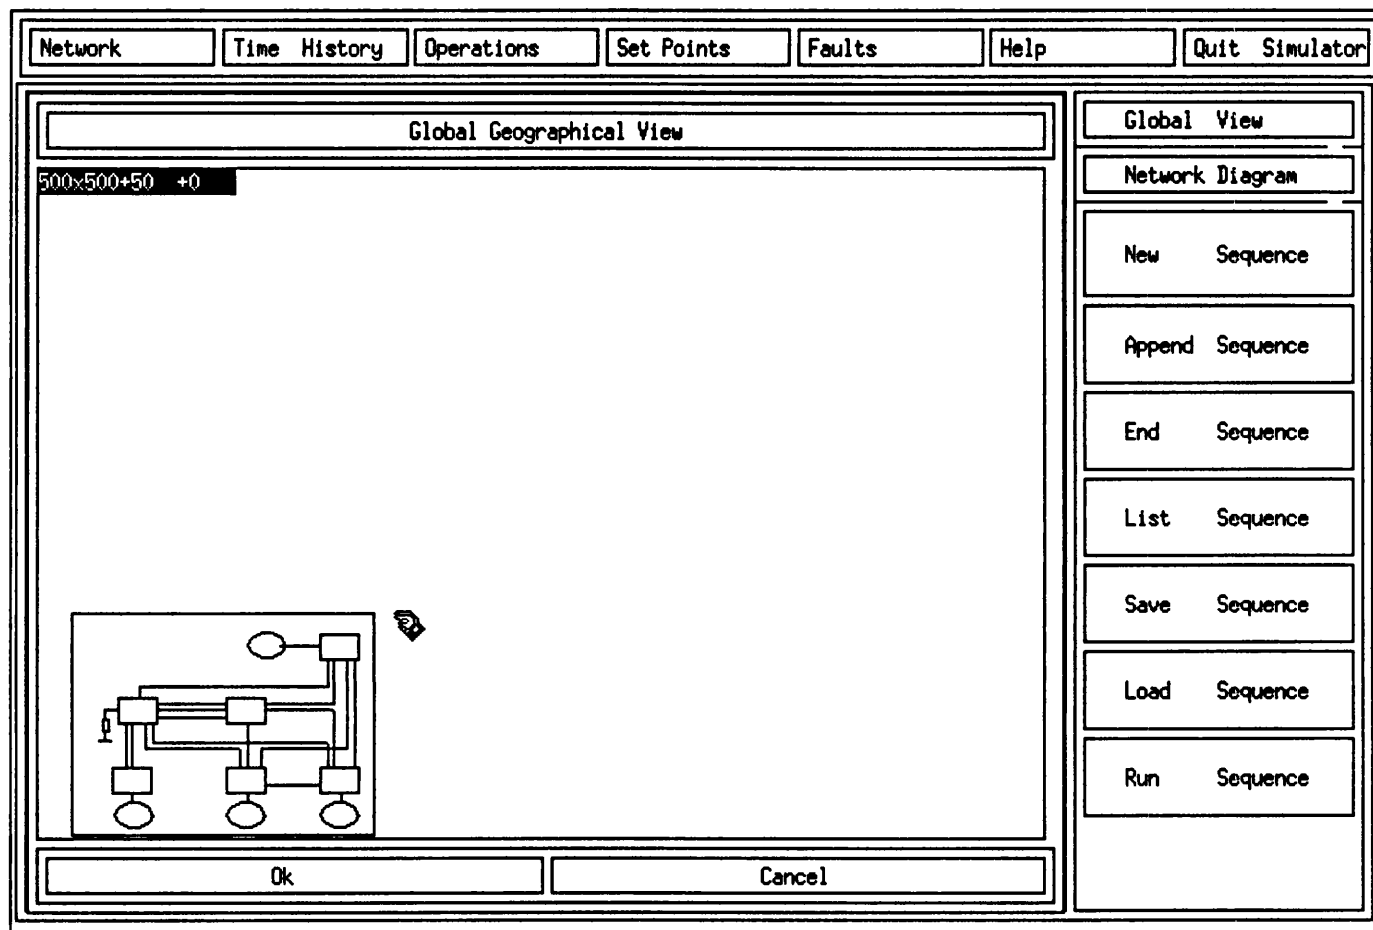 Network Time History Operations Set Points Faults Help Quit Simulator
Global Geographical View
500x500+50 +0
Ok Cancel
Global View
Network Diagram
New Sequence
Append Sequence
End Sequence
List Sequence
Save Sequence
Load Sequence
Run Sequence